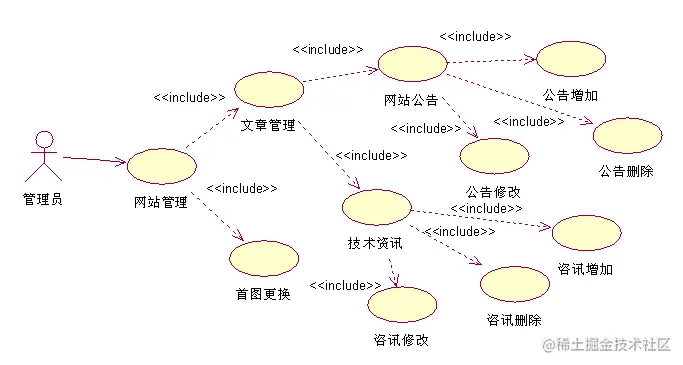 <<include>>
<<include>>
网站公告
公告增加
<<include>>
文章管理
<<include>>
<<include>>
公告删除
管理员
网站管理
<<include>>
公告修改
<<include>>
<<include>>
技术资讯
<<include>>
咨讯增加
首图更换
<<include>>
咨讯删除
咨讯修改
@稀土掘金技术社区